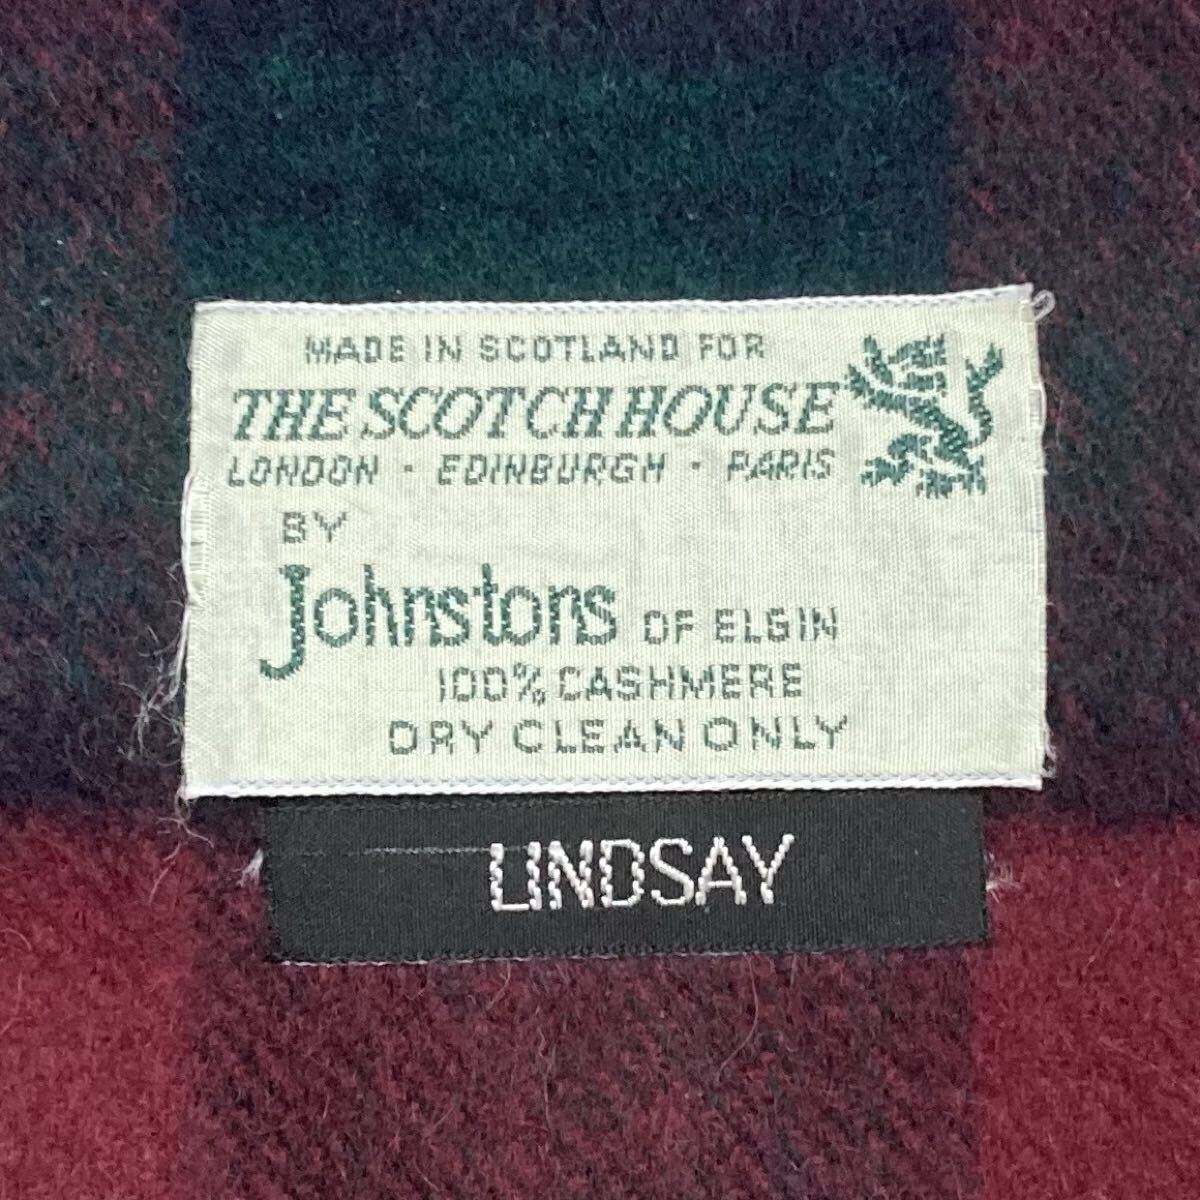 MADE IN SCOTLAND FOR
THE SCOTCH HOUSE
LONDON · EDINBURGH · PARIS
BY
Johnstons OF ELGIN
100% CASHMERE
DRY CLEAN ONLY
LINDSAY